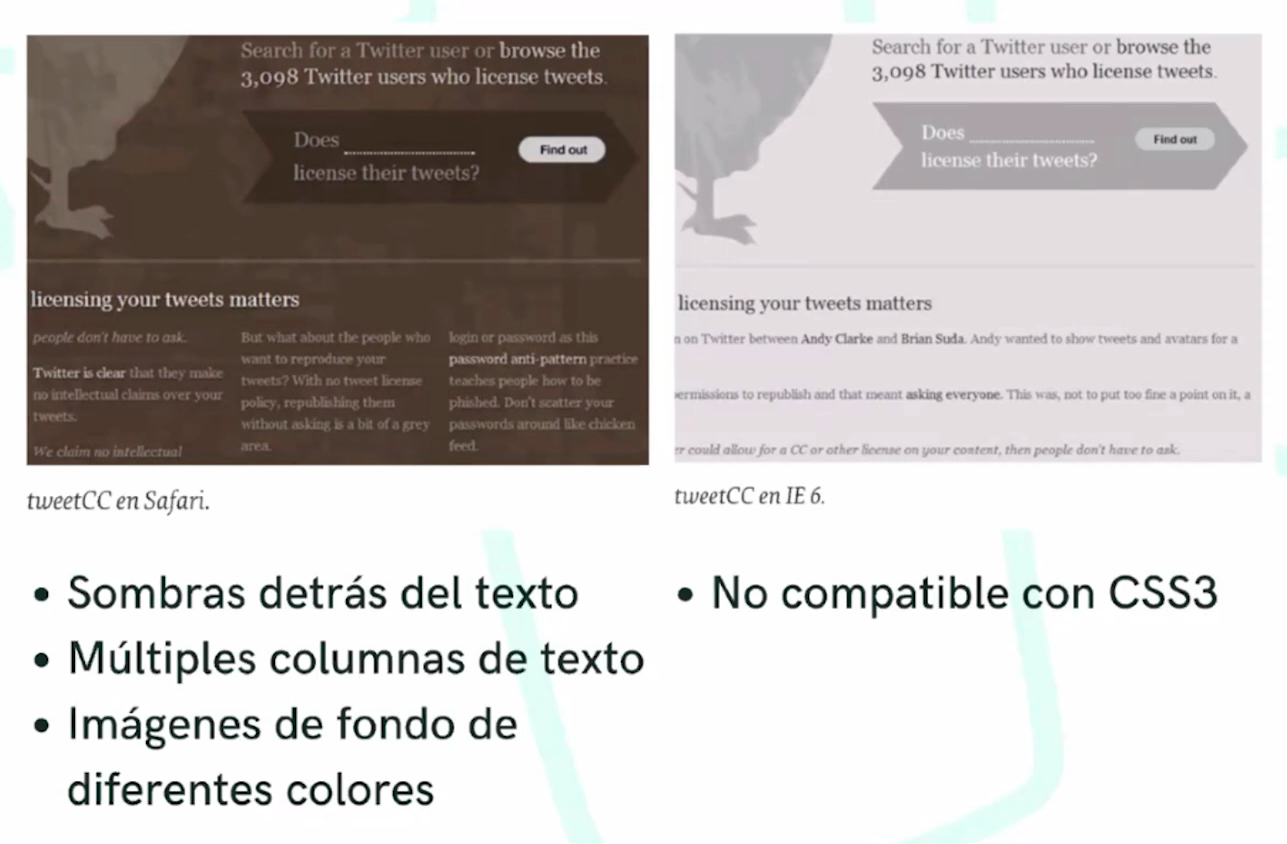 Search for a Twitter user or browse the
3,098 Twitter users who license tweets.
Does
Find out
license their tweets?
licensing your tweets matters
people don't have to ask.
Twitter is clear that they make
no intellectual claims over your
tweets.
We claim no intellectual
But what about the people who
want to reproduce your
tweets? With no tweet license
policy, republishing them
without asking is a bit of a grey
area.
login or password as this
password anti-pattern practice
teaches people how to be
phished. Don't scatter your
passwords around like chicken
feed.
tweetCC en Safari.
Search for a Twitter user or browse the
3,098 Twitter users who license tweets.
Does
Find out
license their tweets?
licensing your tweets matters
n on Twitter between Andy Clarke and Brian Suda. Andy wanted to show tweets and avatars for a
ermissions to republish and that meant asking everyone. This was, not to put too fine a point on it, a
er could allow for a CC or other license on your content, then people don't have to ask.
tweetCC en IE 6.
• Sombras detrás del texto
• Múltiples columnas de texto
• Imágenes de fondo de
diferentes colores
• No compatible con CSS3